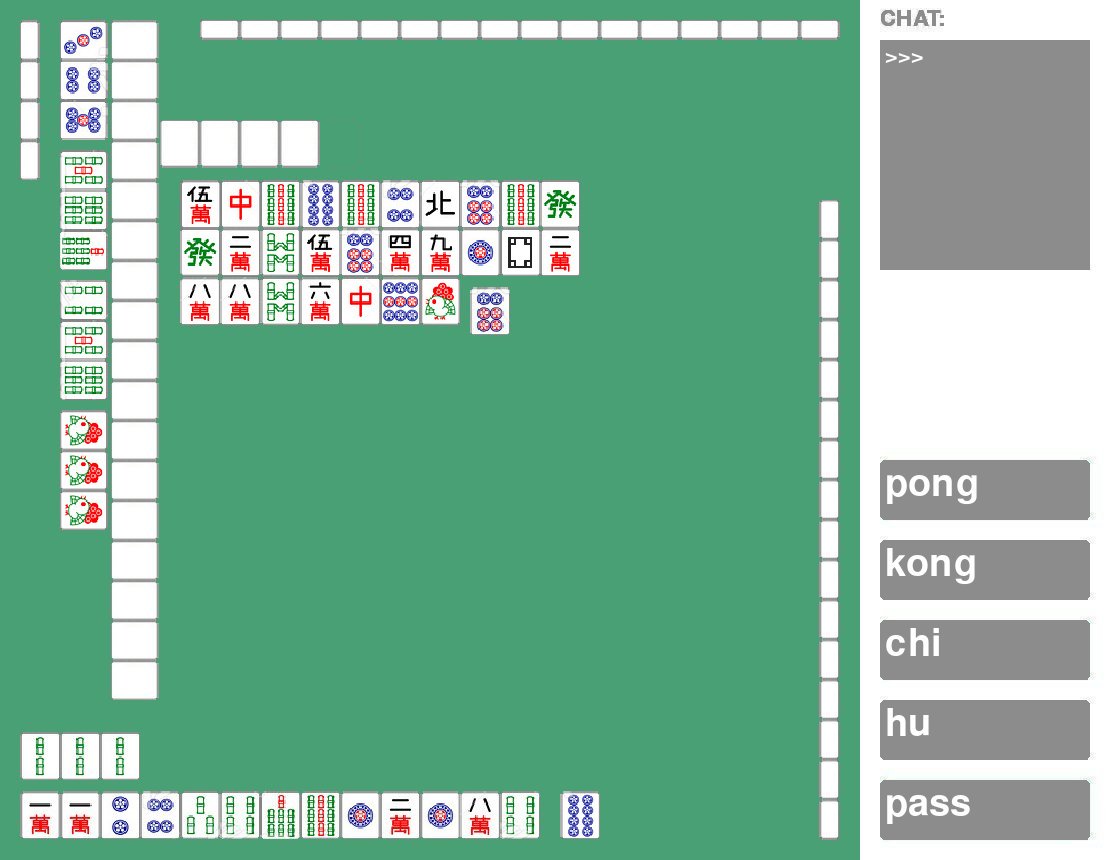 CHAT:
>>>
伍 中 北 發
萬
發 二 伍 四 九 二
萬 萬 萬 萬 萬
八 八 六 中
萬 萬 萬
pong
kong
chi
hu
pass
一 一 二 八
萬 萬 萬 萬